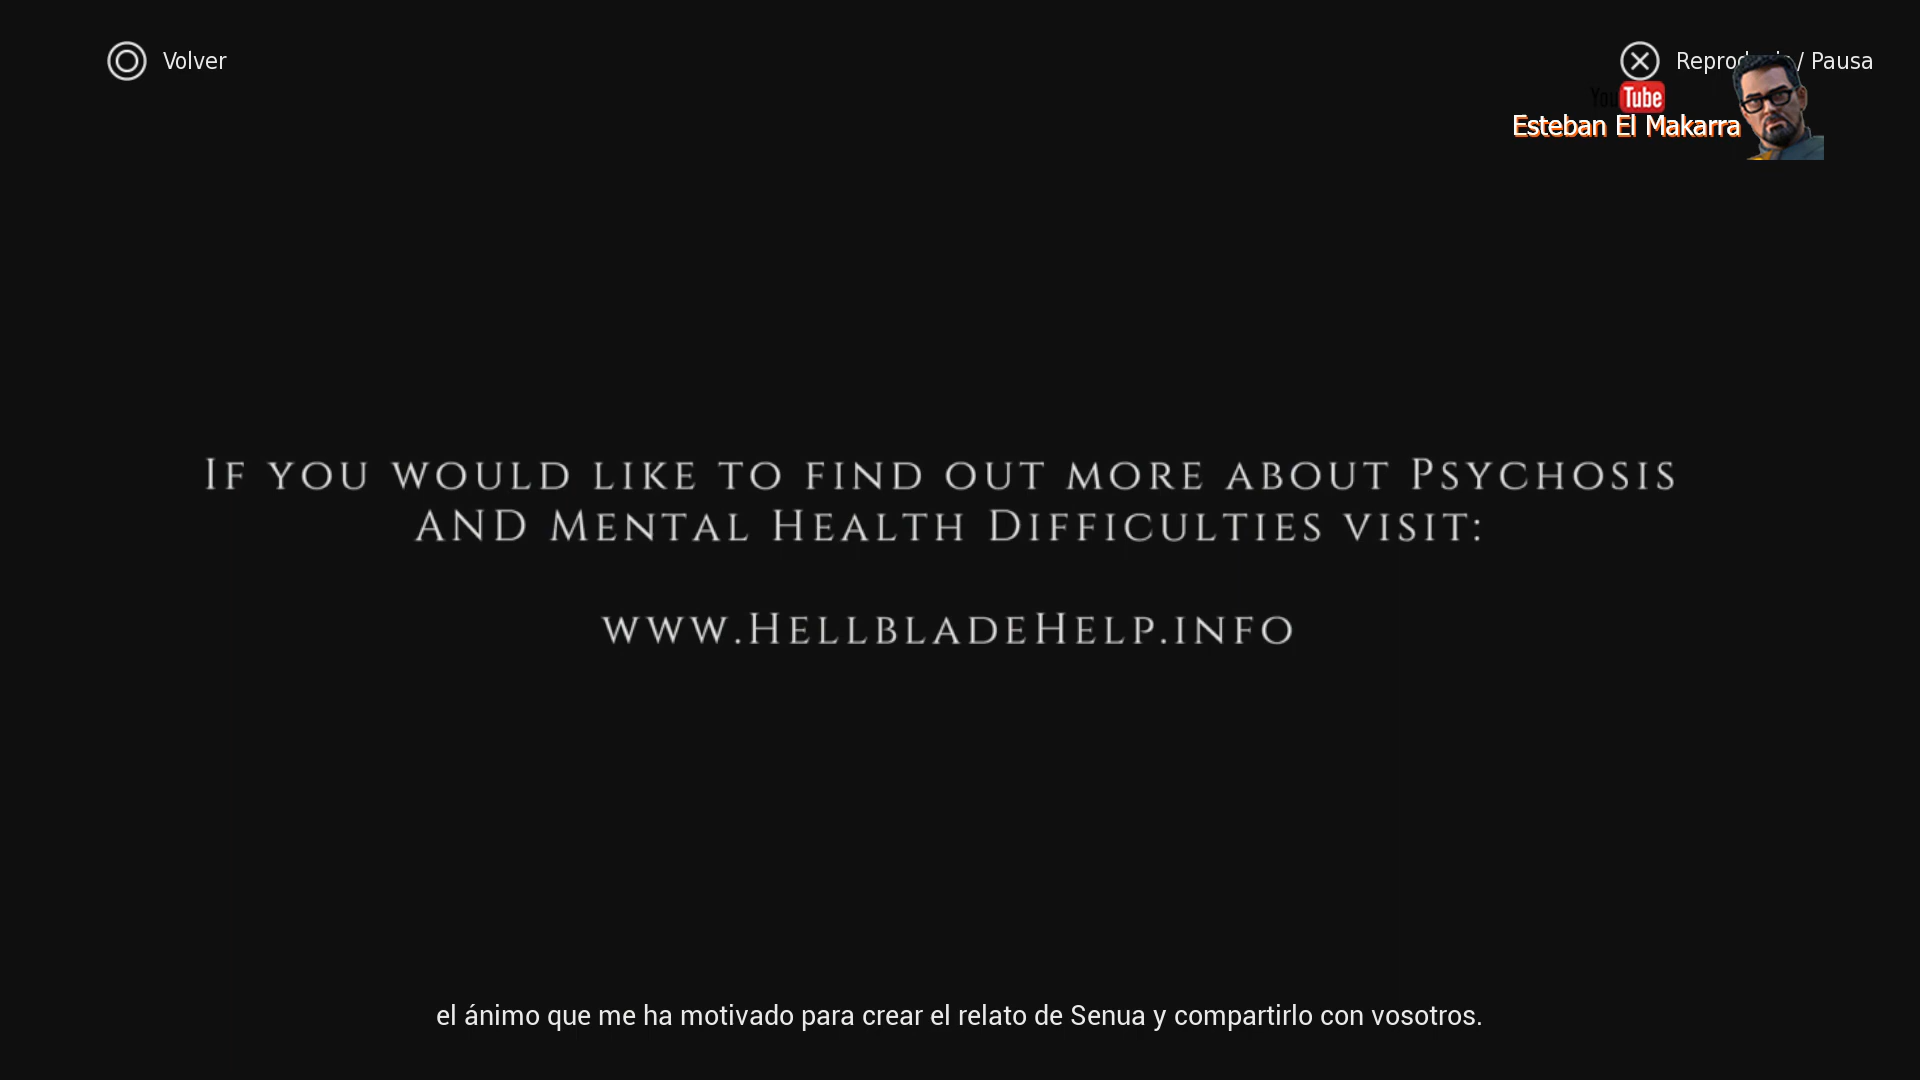 Volver
Reprod / Pausa
YouTube
Esteban El Makarra
If you would like to find out more about Psychosis
and Mental Health Difficulties visit:
www.HellbladeHelp.info
el ánimo que me ha motivado para crear el relato de Senua y compartirlo con vosotros.